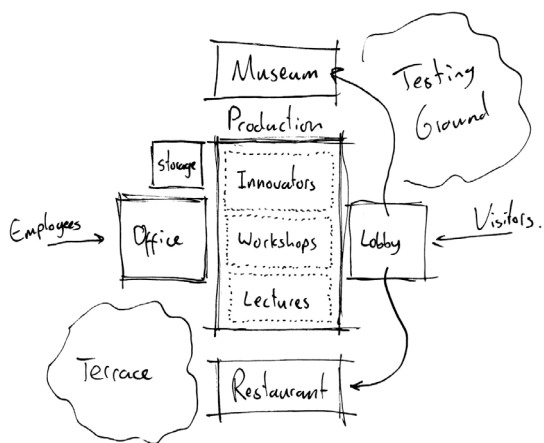 Museum
Testing
Ground
Production
Storage
Innovators
Employees
Office
Workshops
Lobby
Visitors.
Lectures
Terrace
Restaurant